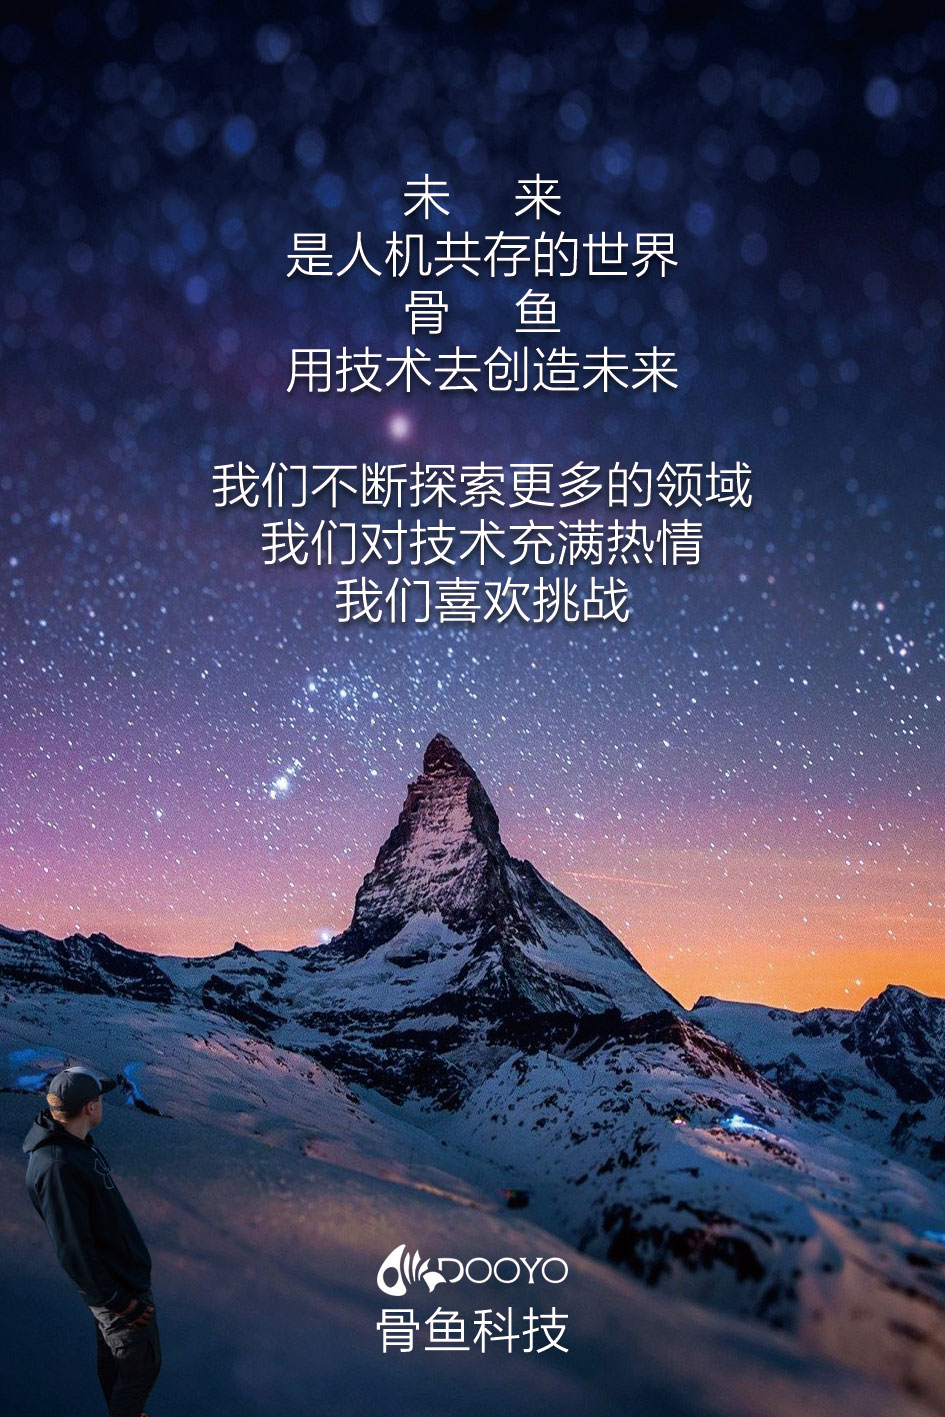 未 来
是人机共存的世界
骨 鱼
用技术去创造未来
我们不断探索更多的领域
我们对技术充满热情
我们喜欢挑战
DOOYO
骨鱼科技